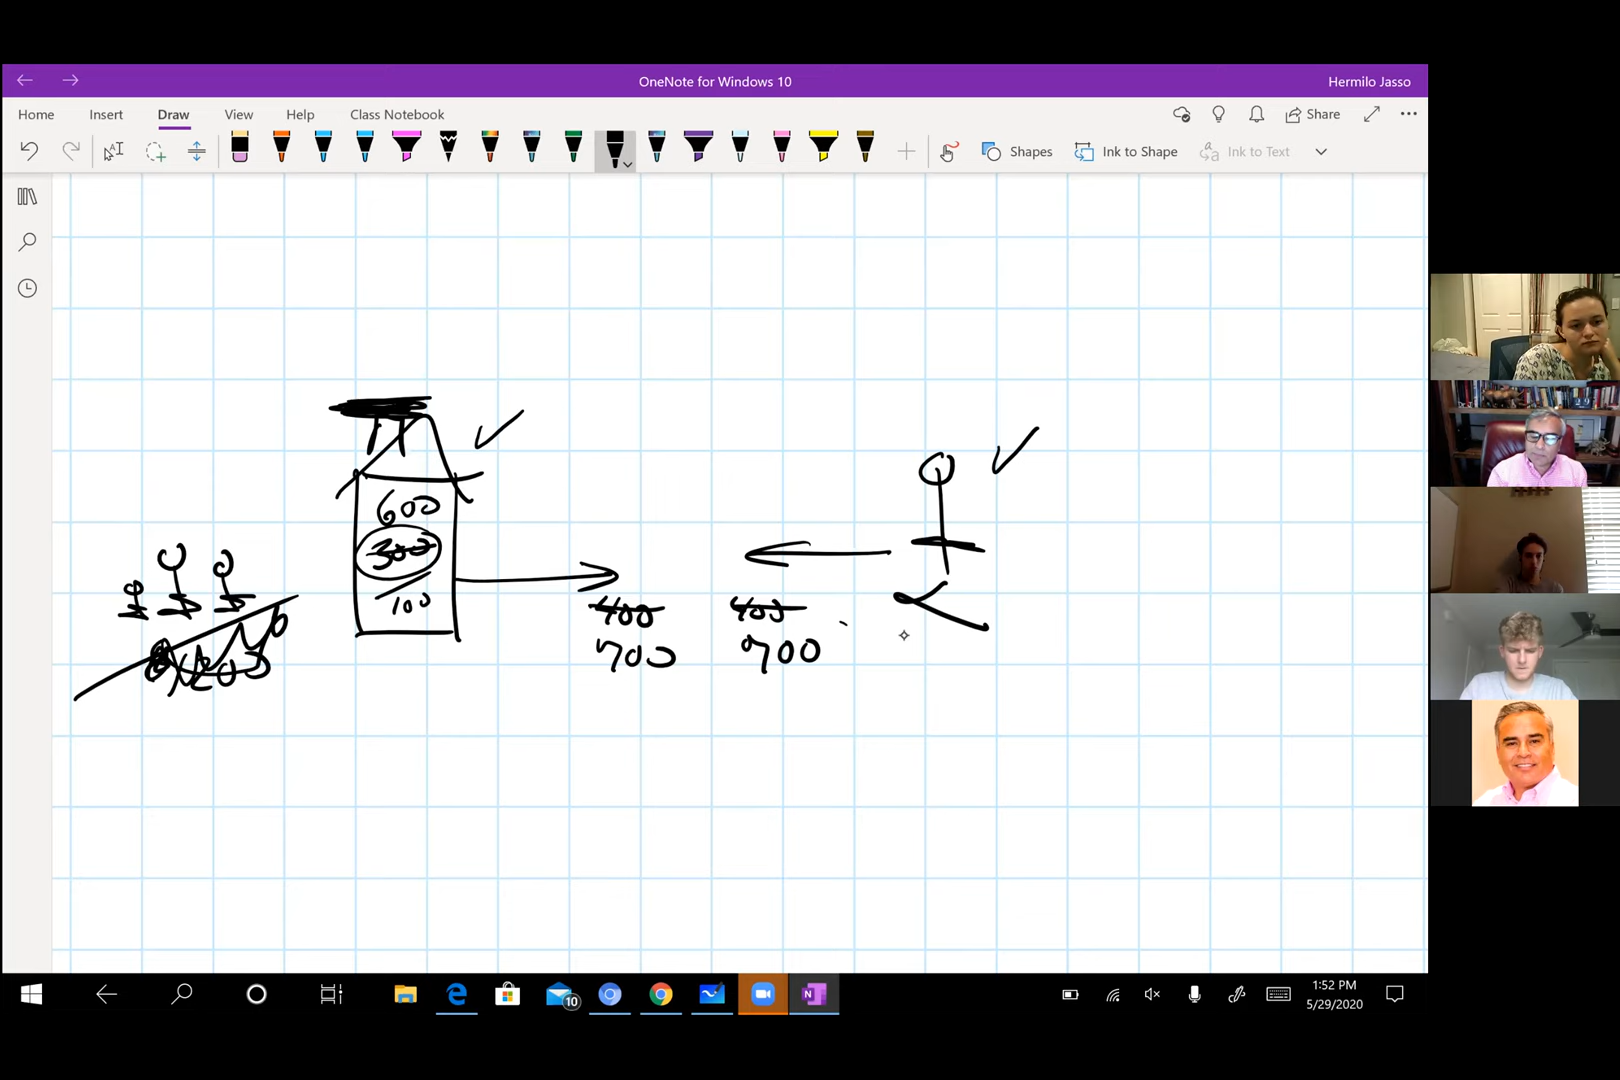 OneNote for Windows 10
Hermilo Jasso
Home Insert Draw View Help Class Notebook
Share
Shapes Ink to Shape Ink to Text
600
300
100
400 400
700 700
10
1:52 PM
5/29/2020